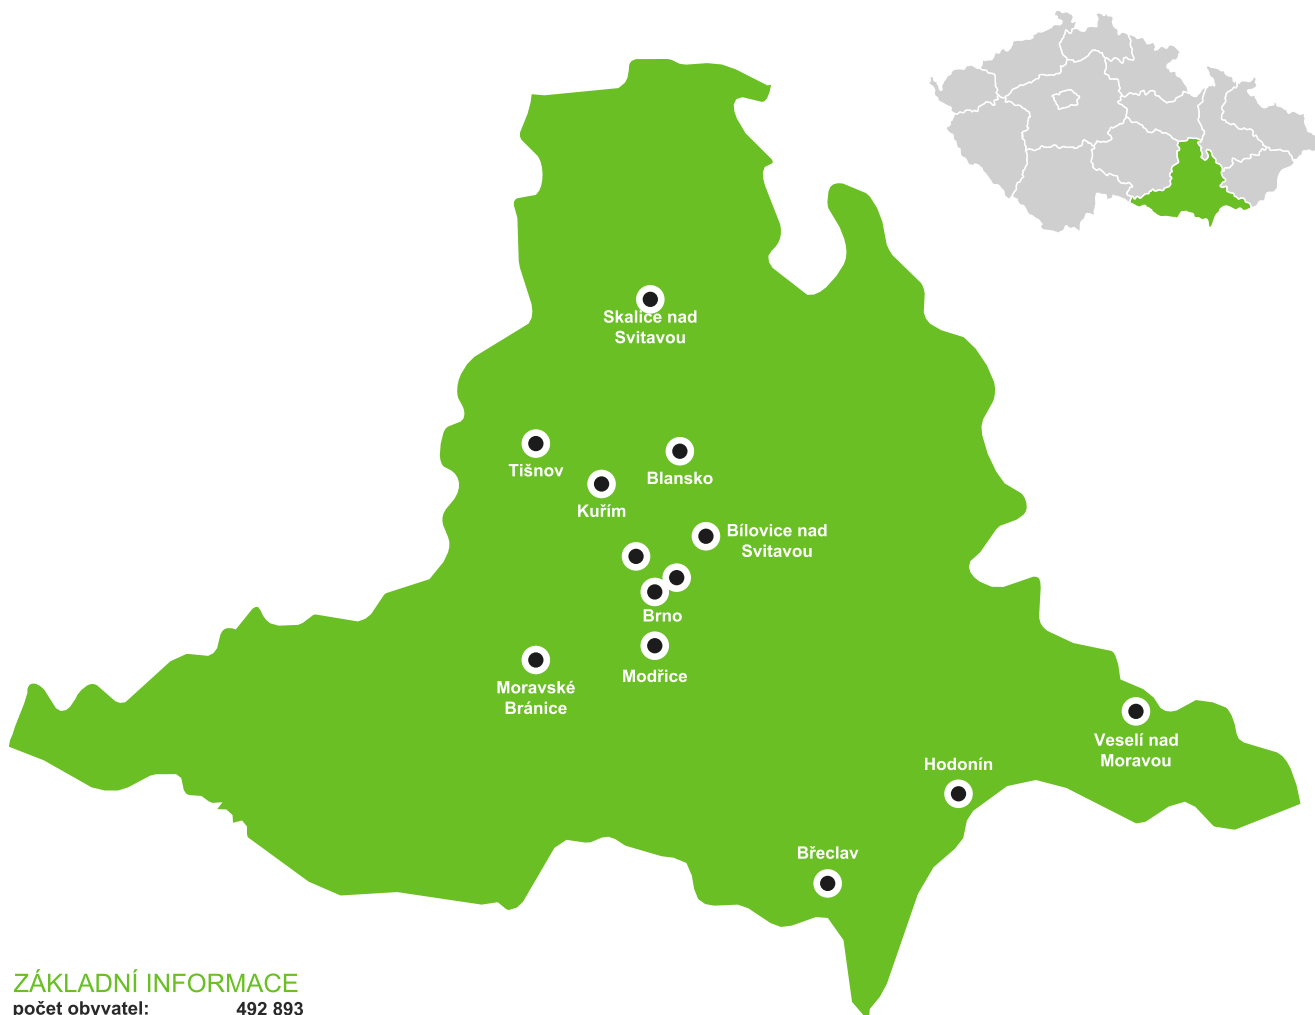 Skalice nad
Svitavou
Tišnov
Blansko
Kuřím
Bílovice nad
Svitavou
Brno
Modřice
Moravské
Bránice
Veselí nad
Moravou
Hodonín
Břeclav
ZÁKLADNÍ INFORMACE
počet obyvatel: 492 893